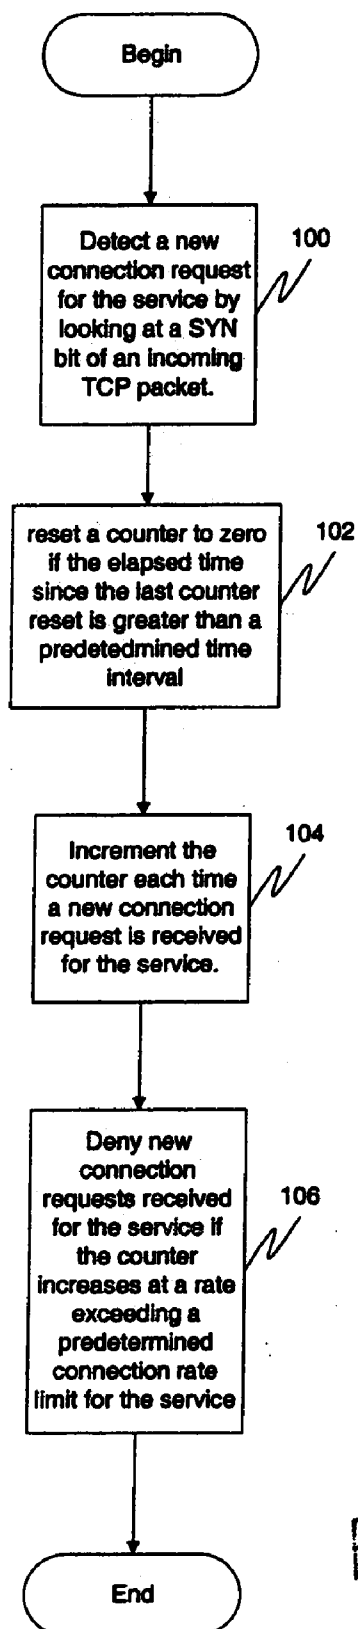 Begin
Detect a new
connection request
for the service by
looking at a SYN
bit of an incoming
TCP packet.
100
reset a counter to zero
if the elapsed time
since the last counter
reset is greater than a
predetedmined time
interval
102
Increment the
counter each time
a new connection
request is received
for the service.
104
Deny new
connection
requests received
for the service if
the counter
increases at a rate
exceeding a
predetermined
connection rate
limit for the service
106
End